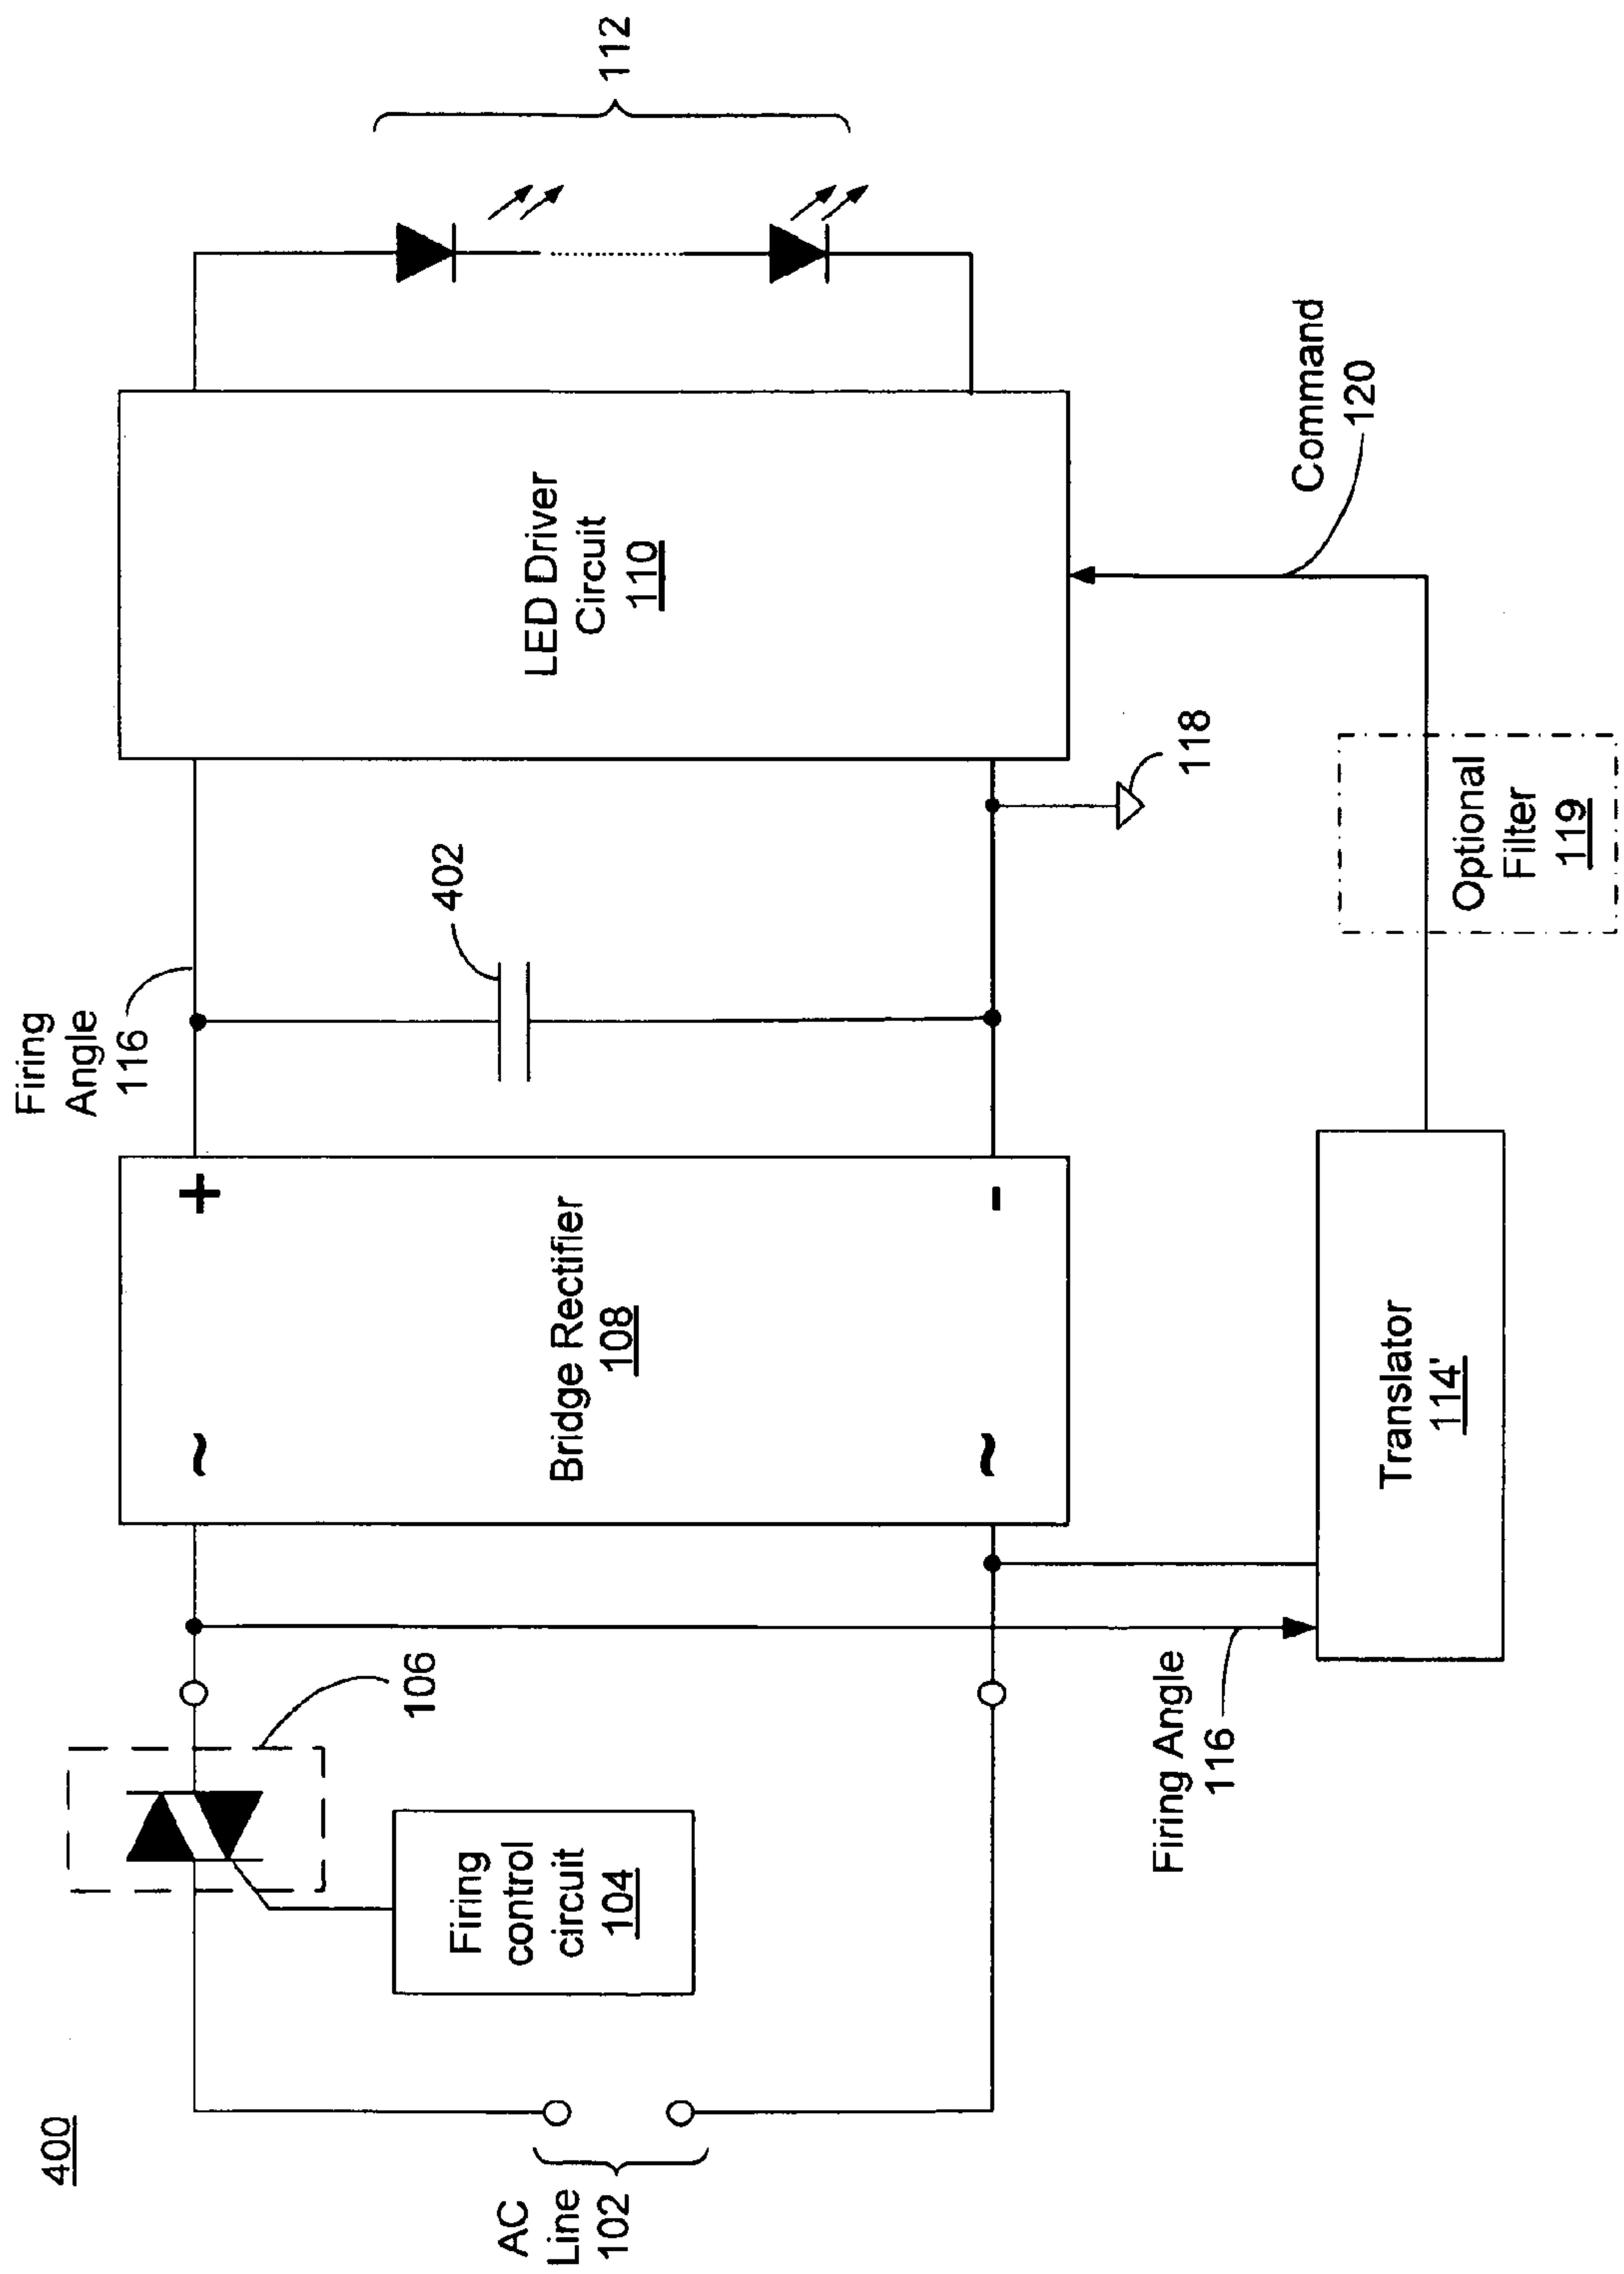 400
AC
Line
102
Firing
control
circuit
104
106
Firing Angle
116
~
~
Bridge Rectifier
108
+
-
Translator
114'
Firing
Angle
116
402
118
Optional
Filter
119
LED Driver
Circuit
110
Command
120
112